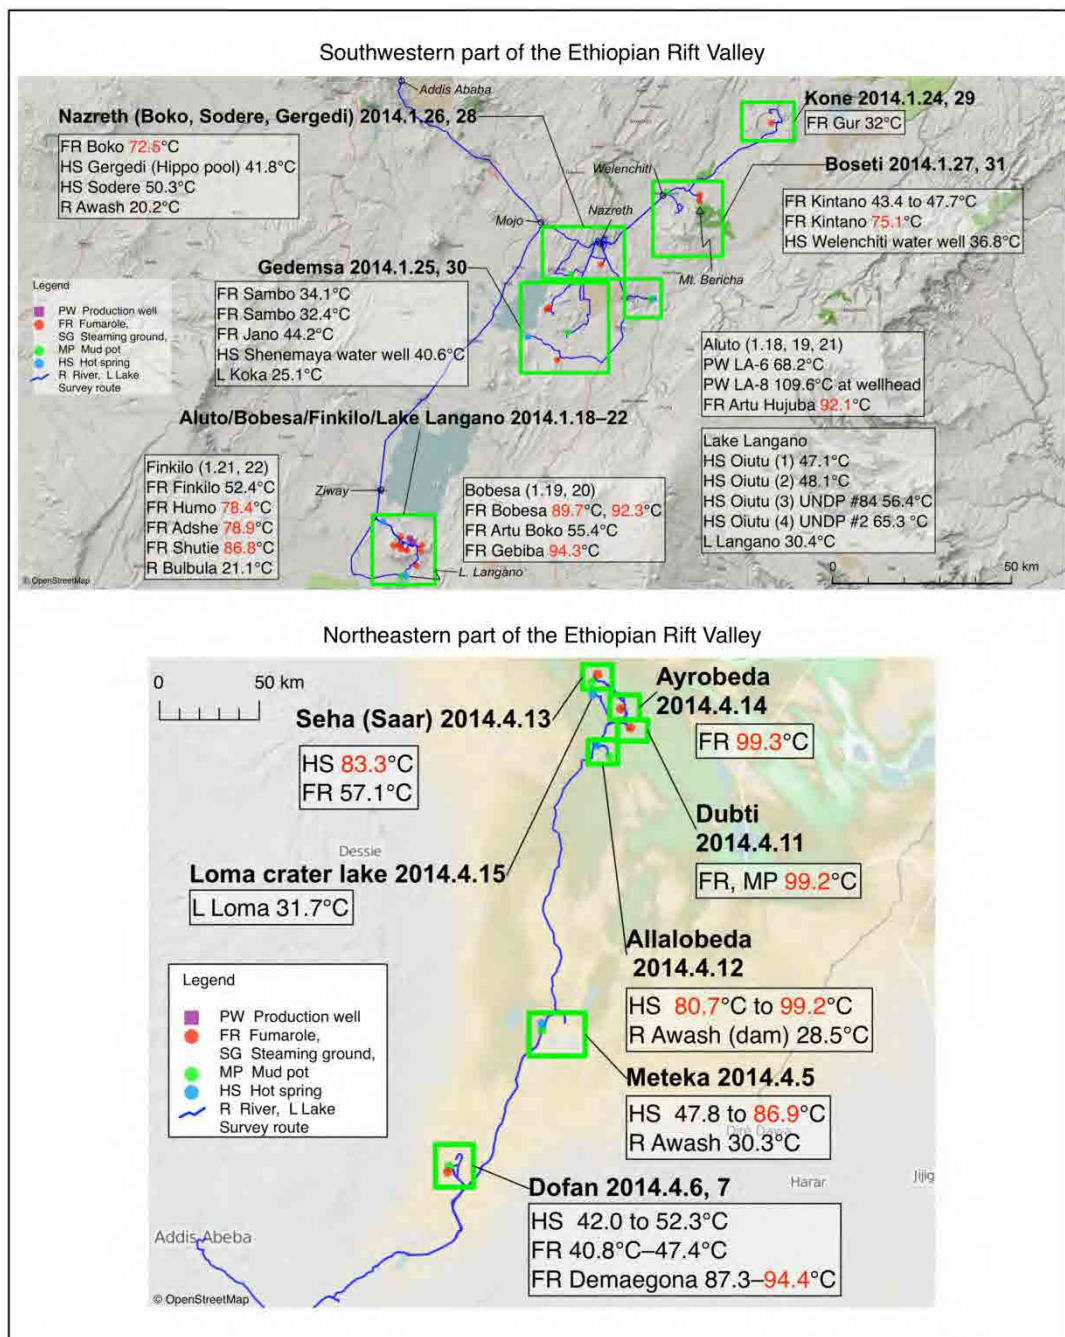 Southwestern part of the Ethiopian Rift Valley
Addis Ababa
Nazreth (Boko, Sodere, Gergedi) 2014.1.26, 28
FR Boko 72.5°C
HS Gergedi (Hippo pool) 41.8°C
HS Sodere 50.3°C
R Awash 20.2°C
Kone 2014.1.24, 29
FR Gur 32°C
Welenchiti
Boseti 2014.1.27, 31
FR Kintano 43.4 to 47.7°C
FR Kintano 75.1°C
HS Welenchiti water well 36.8°C
Nazreth
Mojo
Mt. Bericha
Gedemsa 2014.1.25, 30
FR Sambo 34.1°C
FR Sambo 32.4°C
FR Jano 44.2°C
HS Shenemaya water well 40.6°C
L Koka 25.1°C
Legend
PW Production well
FR Fumarole,
SG Steaming ground,
MP Mud pot
HS Hot spring
R River, L Lake
Survey route
Aluto (1.18, 19, 21)
PW LA-6 68.2°C
PW LA-8 109.6°C at wellhead
FR Artu Hujuba 92.1°C
Aluto/Bobesa/Finkilo/Lake Langano 2014.1.18–22
Lake Langano
HS Oiutu (1) 47.1°C
HS Oiutu (2) 48.1°C
HS Oiutu (3) UNDP #84 56.4°C
HS Oiutu (4) UNDP #2 65.3 °C
L Langano 30.4°C
Finkilo (1.21, 22)
FR Finkilo 52.4°C
FR Humo 78.4°C
FR Adshe 78.9°C
FR Shutie 86.8°C
R Bulbula 21.1°C
Ziway
Bobesa (1.19, 20)
FR Bobesa 89.7°C, 92.3°C
FR Artu Boko 55.4°C
FR Gebiba 94.3°C
L. Langano
© OpenStreetMap
0 50 km
Northeastern part of the Ethiopian Rift Valley
0 50 km
Seha (Saar) 2014.4.13
HS 83.3°C
FR 57.1°C
Ayrobeda
2014.4.14
FR 99.3°C
Dubti
2014.4.11
FR, MP 99.2°C
Dessie
Loma crater lake 2014.4.15
L Loma 31.7°C
Allalobeda
2014.4.12
HS 80.7°C to 99.2°C
R Awash (dam) 28.5°C
Legend
PW Production well
FR Fumarole,
SG Steaming ground,
MP Mud pot
HS Hot spring
R River, L Lake
Survey route
Meteka 2014.4.5
HS 47.8 to 86.9°C
R Awash 30.3°C
Diré Dawa
Harar
Jijig
Dofan 2014.4.6, 7
HS 42.0 to 52.3°C
FR 40.8°C–47.4°C
FR Demaegona 87.3–94.4°C
Addis Abeba
© OpenStreetMap